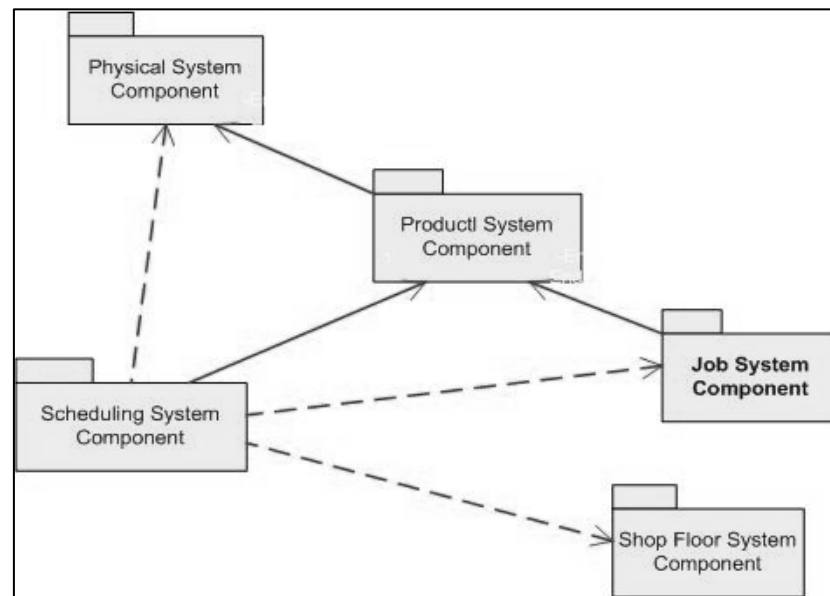 Physical System
Component
Productl System
Component
Job System
Component
Scheduling System
Component
Shop Floor System
Component